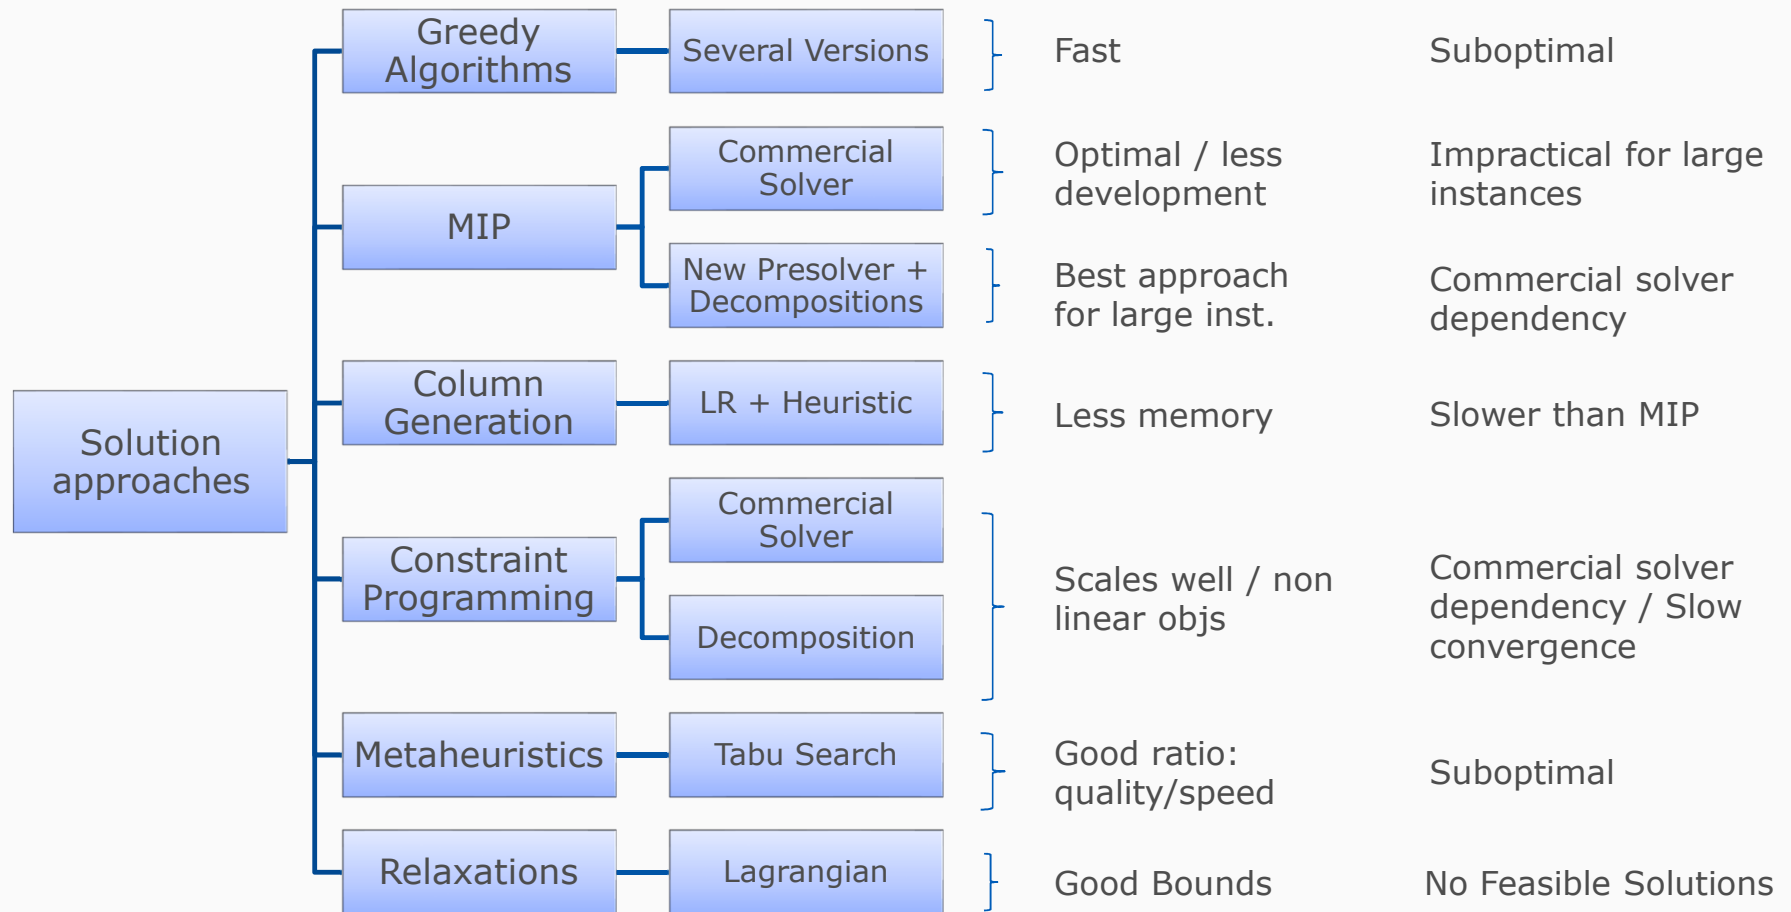 Solution
approaches
Greedy
Algorithms
Several Versions
Fast
Suboptimal
MIP
Commercial
Solver
Optimal / less
development
Impractical for large
instances
New Presolver +
Decompositions
Best approach
for large inst.
Commercial solver
dependency
Column
Generation
LR + Heuristic
Less memory
Slower than MIP
Constraint
Programming
Commercial
Solver
Decomposition
Scales well / non
linear objs
Commercial solver
dependency / Slow
convergence
Metaheuristics
Tabu Search
Good ratio:
quality/speed
Suboptimal
Relaxations
Lagrangian
Good Bounds
No Feasible Solutions